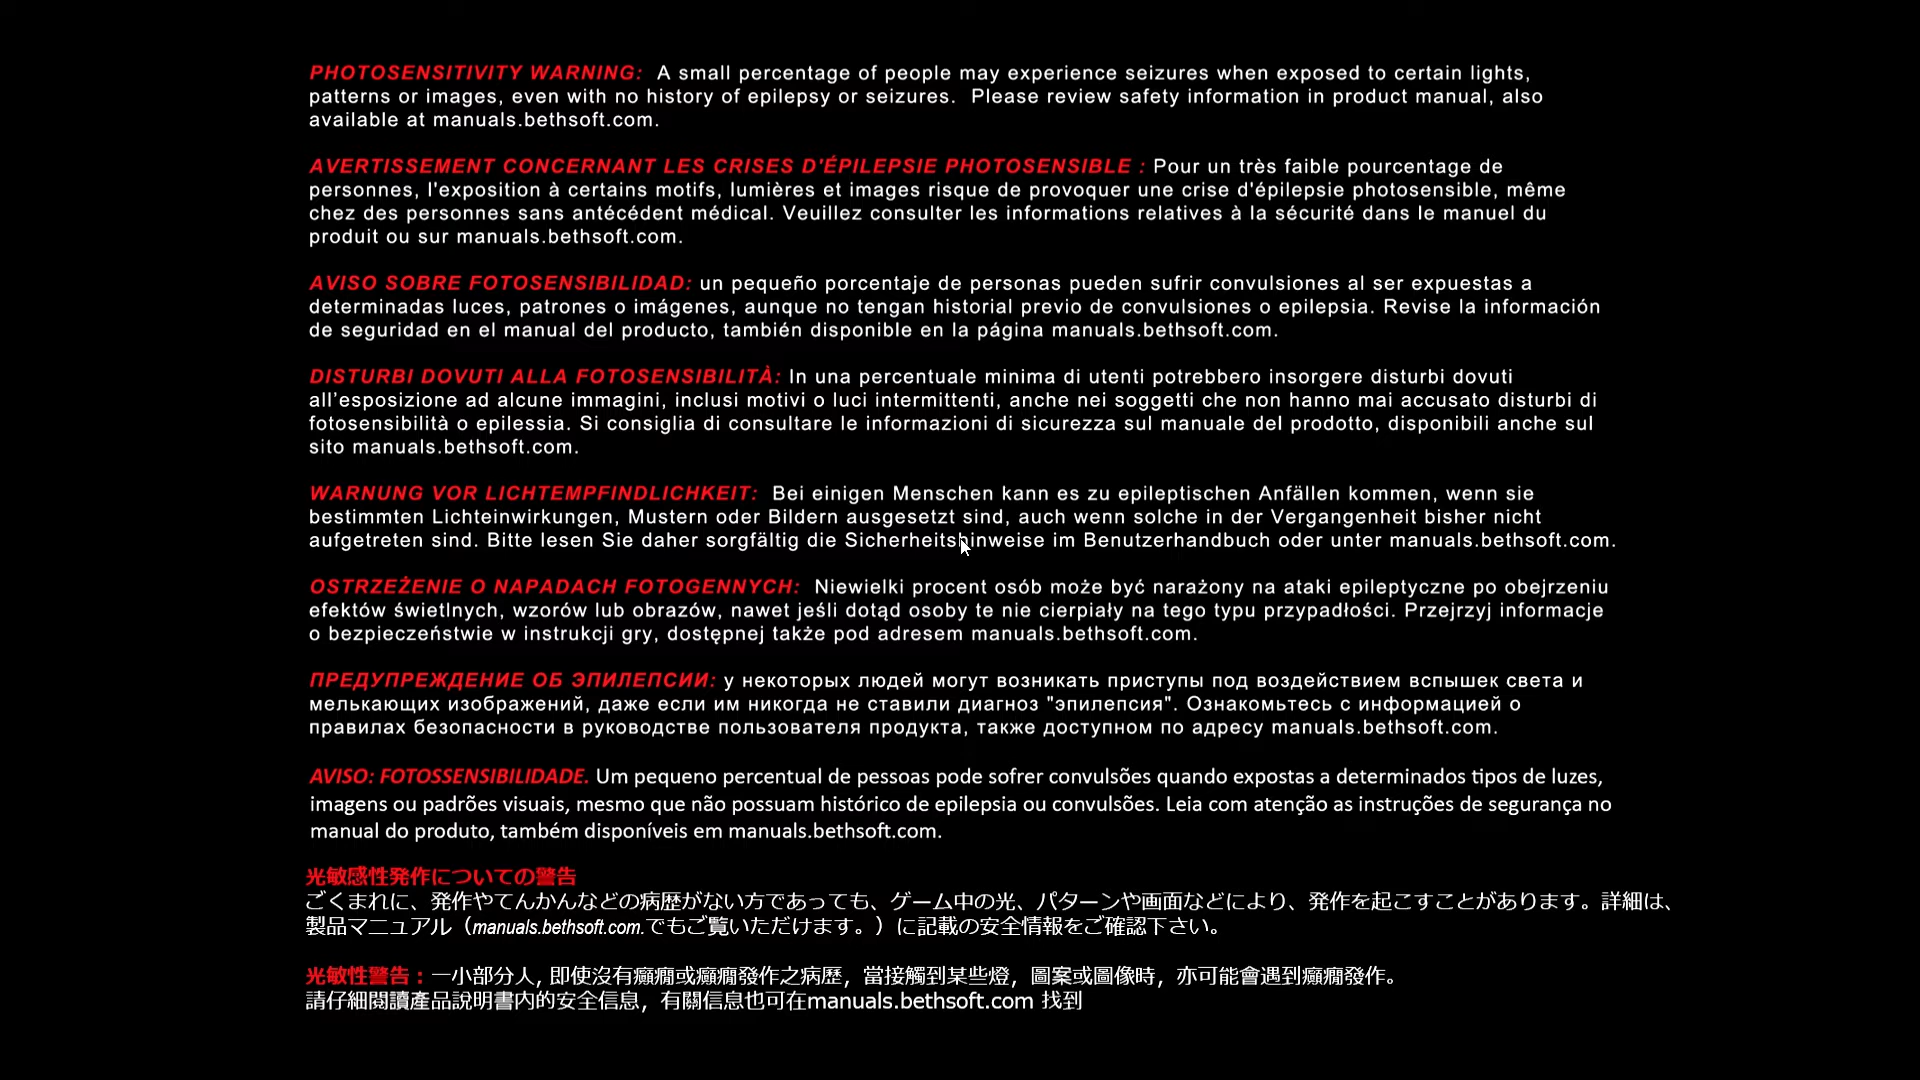 PHOTOSENSITIVITY WARNING: A small percentage of people may experience seizures when exposed to certain lights,
patterns or images, even with no history of epilepsy or seizures. Please review safety information in product manual, also
available at manuals.bethsoft.com.
AVERTISSEMENT CONCERNANT LES CRISES D'ÉPILEPSIE PHOTOSENSIBLE : Pour un très faible pourcentage de
personnes, l'exposition à certains motifs, lumières et images risque de provoquer une crise d'épilepsie photosensible, même
chez des personnes sans antécédent médical. Veuillez consulter les informations relatives à la sécurité dans le manuel du
produit ou sur manuals.bethsoft.com.
AVISO SOBRE FOTOSENSIBILIDAD: un pequeño porcentaje de personas pueden sufrir convulsiones al ser expuestas a
determinadas luces, patrones o imágenes, aunque no tengan historial previo de convulsiones o epilepsia. Revise la información
de seguridad en el manual del producto, también disponible en la página manuals.bethsoft.com.
DISTURBI DOVUTI ALLA FOTOSENSIBILITÀ: In una percentuale minima di utenti potrebbero insorgere disturbi dovuti
all'esposizione ad alcune immagini, inclusi motivi o luci intermittenti, anche nei soggetti che non hanno mai accusato disturbi di
fotosensibilità o epilessia. Si consiglia di consultare le informazioni di sicurezza sul manuale del prodotto, disponibili anche sul
sito manuals.bethsoft.com.
WARNUNG VOR LICHTEMPFINDLICHKEIT: Bei einigen Menschen kann es zu epileptischen Anfällen kommen, wenn sie
bestimmten Lichteinwirkungen, Mustern oder Bildern ausgesetzt sind, auch wenn solche in der Vergangenheit bisher nicht
aufgetreten sind. Bitte lesen Sie daher sorgfältig die Sicherheitshinweise im Benutzerhandbuch oder unter manuals.bethsoft.com.
OSTRZEŻENIE O NAPADACH FOTOGENNYCH: Niewielki procent osób może być narażony na ataki epileptyczne po obejrzeniu
efektów świetlnych, wzorów lub obrazów, nawet jeśli dotąd osoby te nie cierpiały na tego typu przypadłości. Przejrzyj informacje
o bezpieczeństwie w instrukcji gry, dostępnej także pod adresem manuals.bethsoft.com.
ПРЕДУПРЕЖДЕНИЕ ОБ ЭПИЛЕПСИИ: у некоторых людей могут возникать приступы под воздействием вспышек света и
мелькающих изображений, даже если им никогда не ставили диагноз "эпилепсия". Ознакомьтесь с информацией о
правилах безопасности в руководстве пользователя продукта, также доступном по адресу manuals.bethsoft.com.
AVISO: FOTOSSENSIBILIDADE. Um pequeno percentual de pessoas pode sofrer convulsões quando expostas a determinados tipos de luzes,
imagens ou padrões visuais, mesmo que não possuam histórico de epilepsia ou convulsões. Leia com atenção as instruções de segurança no
manual do produto, também disponíveis em manuals.bethsoft.com.
光敏感性発作についての警告
ごくまれに、発作やてんかんなどの病歴がない方であっても、ゲーム中の光、パターンや画面などにより、発作を起こすことがあります。詳細は、
製品マニュアル（manuals.bethsoft.com.でもご覧いただけます。）に記載の安全情報をご確認下さい。
光敏性警告：一小部分人, 即使沒有癲癇或癲癇發作之病歷，當接觸到某些燈，圖案或圖像時，亦可能會遇到癲癇發作。
請仔細閱讀產品說明書內的安全信息，有關信息也可在manuals.bethsoft.com 找到